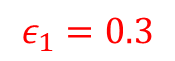 ϵ₁ = 0.3